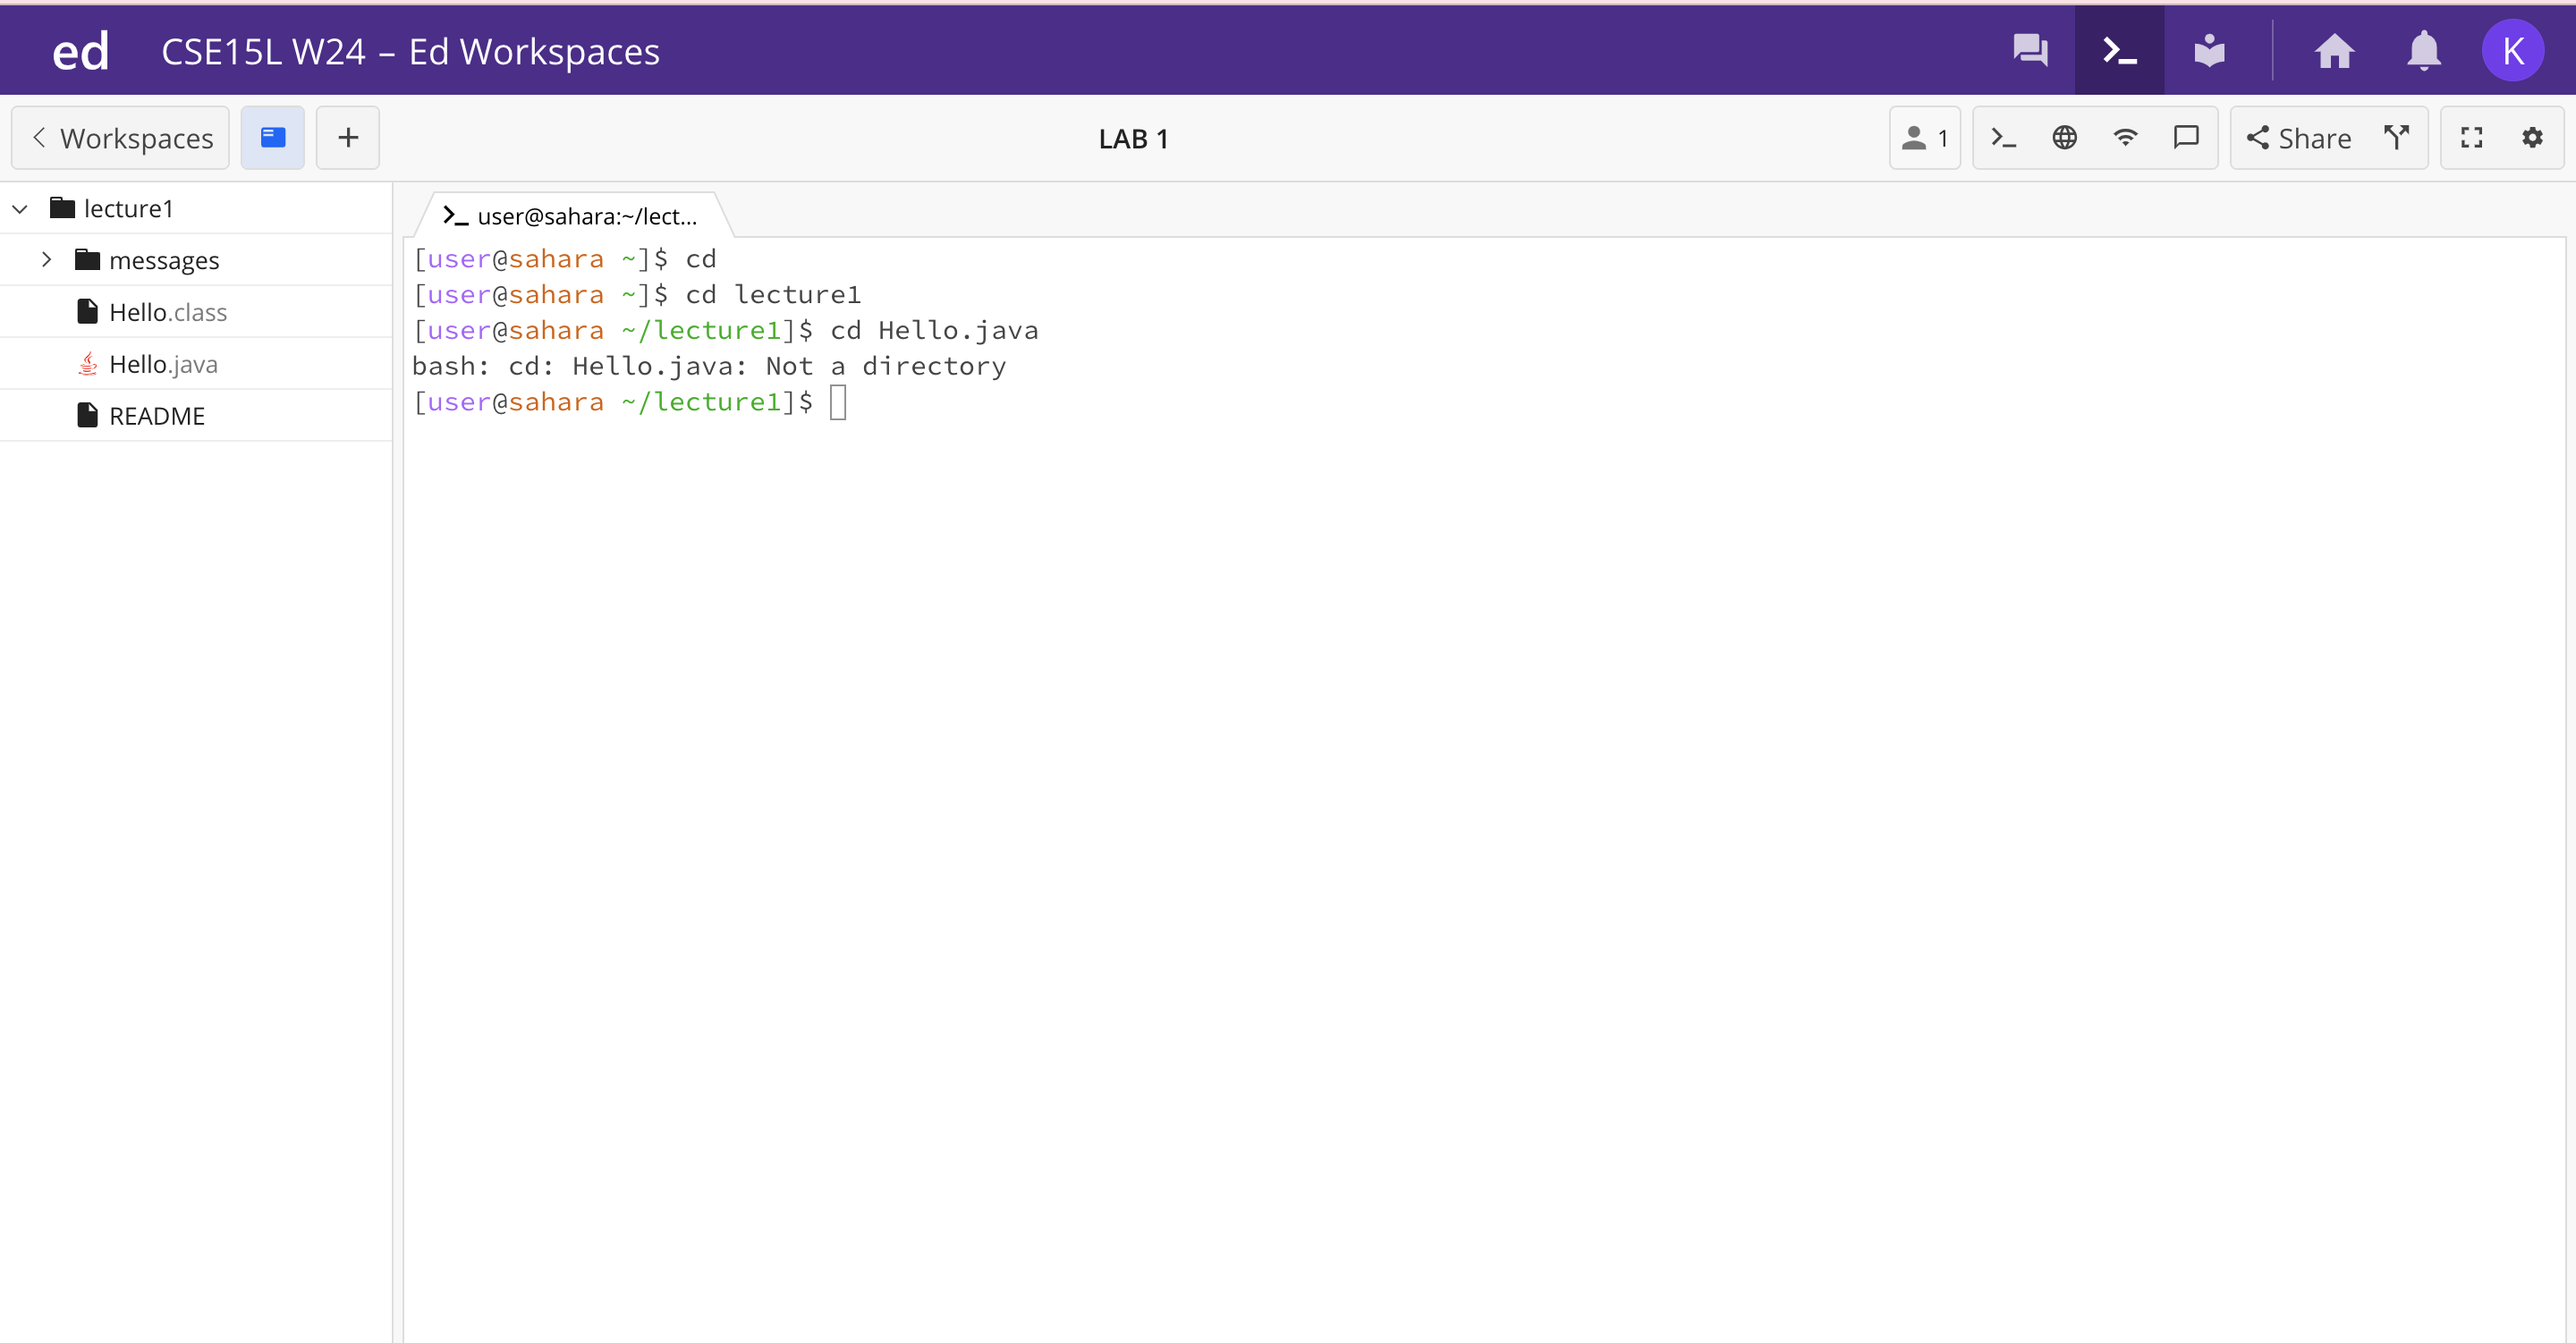 ed CSE15L W24 – Ed Workspaces K
Workspaces LAB 1 1 Share
lecture1
messages
Hello.class
Hello.java
README
user@sahara:~/lect...
[user@sahara ~]$ cd
[user@sahara ~]$ cd lecture1
[user@sahara ~/lecture1]$ cd Hello.java
bash: cd: Hello.java: Not a directory
[user@sahara ~/lecture1]$